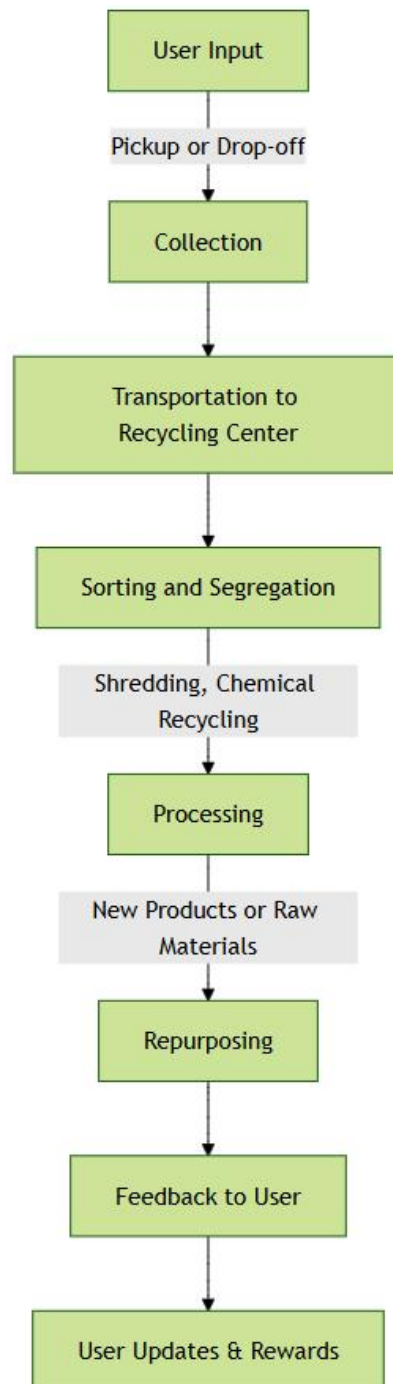 User Input
Pickup or Drop-off
Collection
Transportation to
Recycling Center
Sorting and Segregation
Shredding, Chemical
Recycling
Processing
New Products or Raw
Materials
Repurposing
Feedback to User
User Updates & Rewards